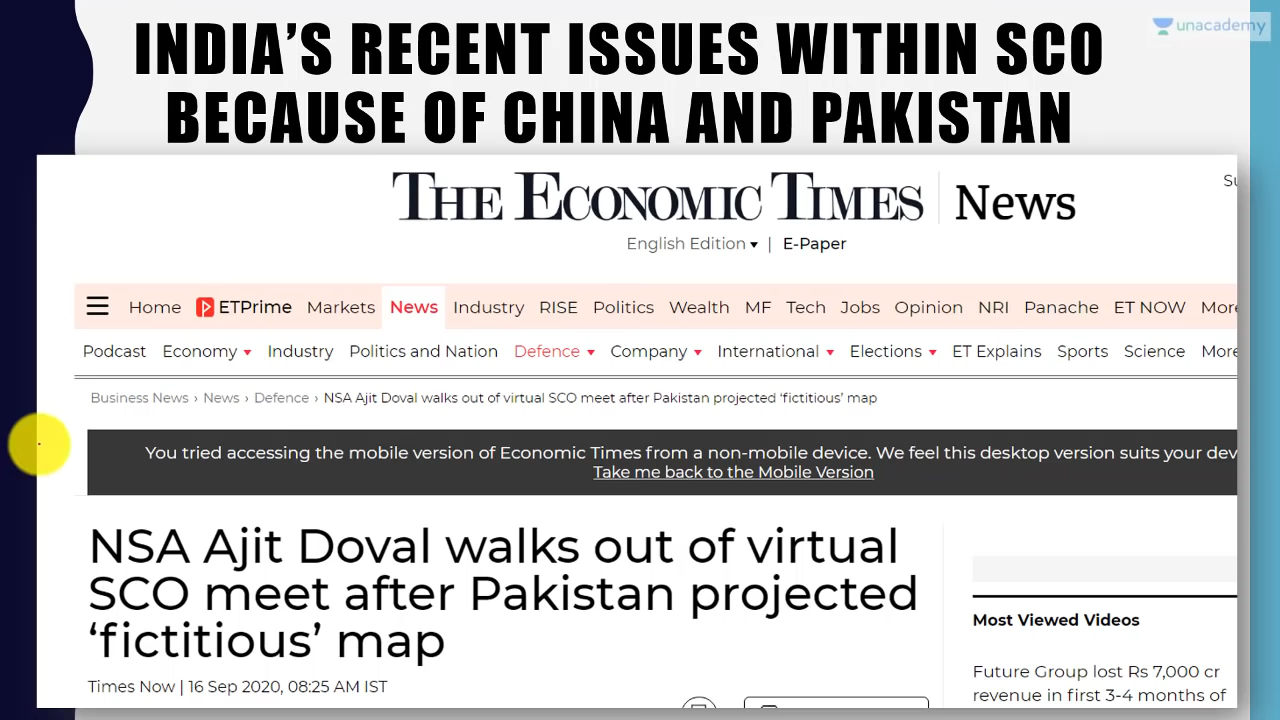 unacademy
INDIA'S RECENT ISSUES WITHIN SCO
BECAUSE OF CHINA AND PAKISTAN
THE ECONOMIC TIMES | News
English Edition | E-Paper
Home ETPrime Markets News Industry RISE Politics Wealth MF Tech Jobs Opinion NRI Panache ET NOW More
Podcast Economy Industry Politics and Nation Defence Company International Elections ET Explains Sports Science More
Business News › News › Defence › NSA Ajit Doval walks out of virtual SCO meet after Pakistan projected ‘fictitious’ map
You tried accessing the mobile version of Economic Times from a non-mobile device. We feel this desktop version suits your dev
Take me back to the Mobile Version
NSA Ajit Doval walks out of virtual
SCO meet after Pakistan projected
‘fictitious’ map
Times Now | 16 Sep 2020, 08:25 AM IST
Most Viewed Videos
Future Group lost Rs 7,000 cr
revenue in first 3-4 months of